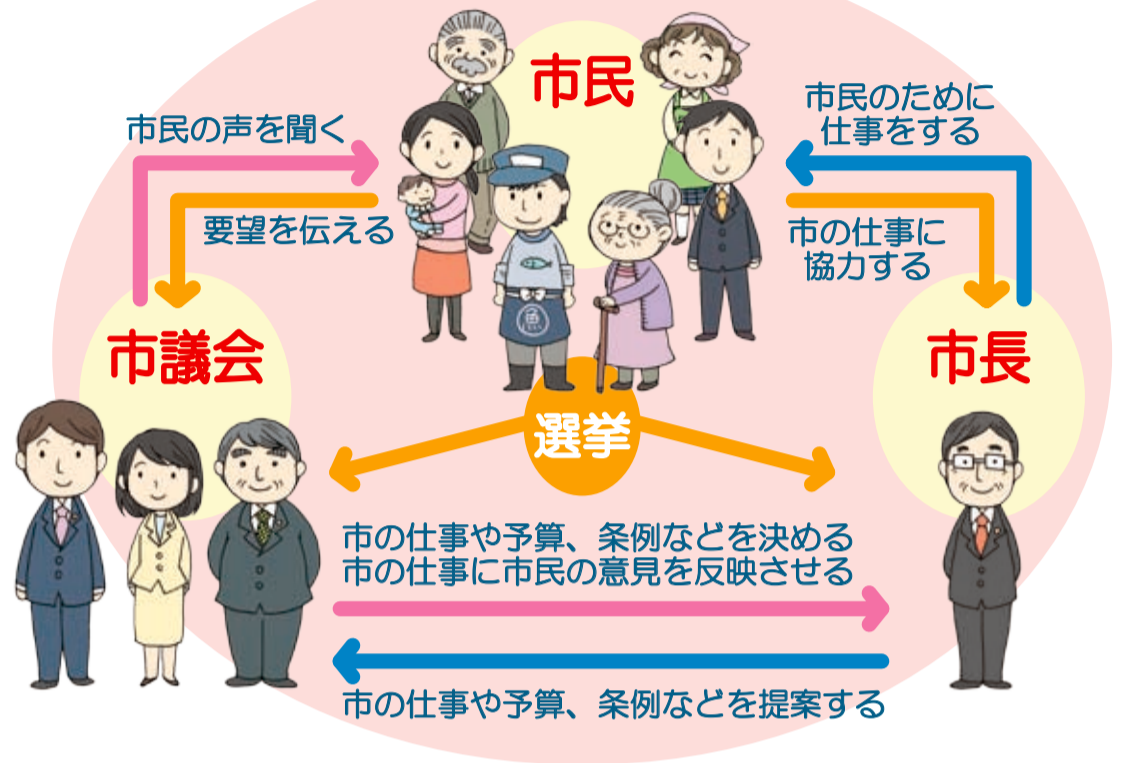 市民
市民の声を聞く
要望を伝える
市民のために
仕事をする
市の仕事に
協力する
市議会
市長
選挙
市の仕事や予算、条例などを決める
市の仕事に市民の意見を反映させる
市の仕事や予算、条例などを提案する